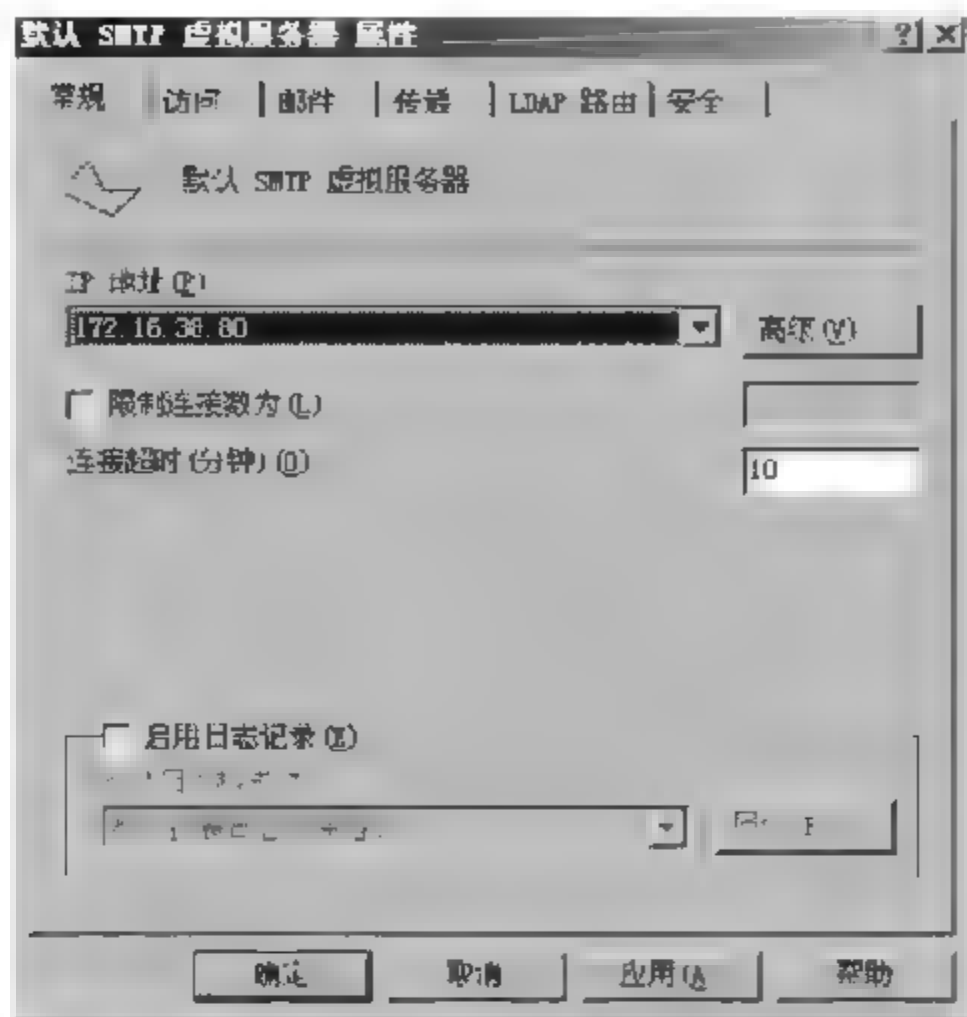 默认 SMTP 虚拟服务器 属性
常规 访问 邮件 传递 LDAP 路由 安全
默认 SMTP 虚拟服务器
IP 地址(P)
172.16.38.80 高级(V)
限制连接数为(L)
连接超时(分钟)(O) 10
启用日志记录(E)
确定 取消 应用(A 帮助